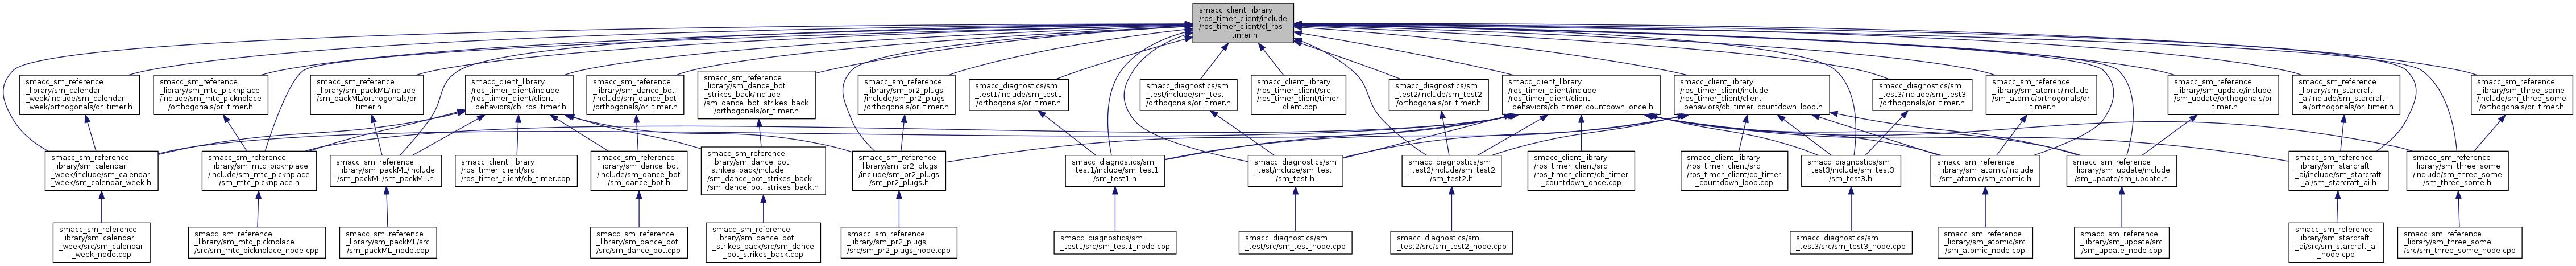 smacc_client_library
/ros_timer_client/include
/ros_timer_client/cl_ros
_timer.h
smacc_sm_reference
_library/sm_calendar
_week/include/sm_calendar
_week/orthogonals/or_timer.h
smacc_sm_reference
_library/sm_mtc_picknplace
/include/sm_mtc_picknplace
/orthogonals/or_timer.h
smacc_sm_reference
_library/sm_packML/include
/sm_packML/orthogonals/or
_timer.h
smacc_client_library
/ros_timer_client/include
/ros_timer_client/client
_behaviors/cb_ros_timer.h
smacc_sm_reference
_library/sm_dance_bot
/include/sm_dance_bot
/orthogonals/or_timer.h
smacc_sm_reference
_library/sm_dance_bot
_strikes_back/include
/sm_dance_bot_strikes_back
/orthogonals/or_timer.h
smacc_sm_reference
_library/sm_pr2_plugs
/include/sm_pr2_plugs
/orthogonals/or_timer.h
smacc_diagnostics/sm
_test1/include/sm_test1
/orthogonals/or_timer.h
smacc_diagnostics/sm
_test/include/sm_test
/orthogonals/or_timer.h
smacc_client_library
/ros_timer_client/src
/ros_timer_client/timer
_client.cpp
smacc_diagnostics/sm
_test2/include/sm_test2
/orthogonals/or_timer.h
smacc_client_library
/ros_timer_client/include
/ros_timer_client/client
_behaviors/cb_timer_countdown_once.h
smacc_client_library
/ros_timer_client/include
/ros_timer_client/client
_behaviors/cb_timer_countdown_loop.h
smacc_diagnostics/sm
_test3/include/sm_test3
/orthogonals/or_timer.h
smacc_sm_reference
_library/sm_atomic/include
/sm_atomic/orthogonals/or
_timer.h
smacc_sm_reference
_library/sm_update/include
/sm_update/orthogonals/or
_timer.h
smacc_sm_reference
_library/sm_starcraft
_ai/include/sm_starcraft
_ai/orthogonals/or_timer.h
smacc_sm_reference
_library/sm_three_some
/include/sm_three_some
/orthogonals/or_timer.h
smacc_sm_reference
_library/sm_calendar
_week/include/sm_calendar
_week/sm_calendar_week.h
smacc_sm_reference
_library/sm_mtc_picknplace
/include/sm_mtc_picknplace
/sm_mtc_picknplace.h
smacc_sm_reference
_library/sm_packML/include
/sm_packML/sm_packML.h
smacc_client_library
/ros_timer_client/src
/ros_timer_client/cb_timer.cpp
smacc_sm_reference
_library/sm_dance_bot
/include/sm_dance_bot
/sm_dance_bot.h
smacc_sm_reference
_library/sm_dance_bot
_strikes_back/include
/sm_dance_bot_strikes_back
/sm_dance_bot_strikes_back.h
smacc_sm_reference
_library/sm_pr2_plugs
/include/sm_pr2_plugs
/sm_pr2_plugs.h
smacc_diagnostics/sm
_test1/include/sm_test1
/sm_test1.h
smacc_diagnostics/sm
_test/include/sm_test
/sm_test.h
smacc_diagnostics/sm
_test2/include/sm_test2
/sm_test2.h
smacc_client_library
/ros_timer_client/src
/ros_timer_client/cb_timer
_countdown_once.cpp
smacc_client_library
/ros_timer_client/src
/ros_timer_client/cb_timer
_countdown_loop.cpp
smacc_diagnostics/sm
_test3/include/sm_test3
/sm_test3.h
smacc_sm_reference
_library/sm_atomic/include
/sm_atomic/sm_atomic.h
smacc_sm_reference
_library/sm_update/include
/sm_update/sm_update.h
smacc_sm_reference
_library/sm_starcraft
_ai/include/sm_starcraft
_ai/sm_starcraft_ai.h
smacc_sm_reference
_library/sm_three_some
/include/sm_three_some
/sm_three_some.h
smacc_sm_reference
_library/sm_calendar
_week/src/sm_calendar
_week_node.cpp
smacc_sm_reference
_library/sm_mtc_picknplace
/src/sm_mtc_picknplace_node.cpp
smacc_sm_reference
_library/sm_packML/src
/sm_packML_node.cpp
smacc_sm_reference
_library/sm_dance_bot
/src/sm_dance_bot.cpp
smacc_sm_reference
_library/sm_dance_bot
_strikes_back/src/sm_dance
_bot_strikes_back.cpp
smacc_sm_reference
_library/sm_pr2_plugs
/src/sm_pr2_plugs_node.cpp
smacc_diagnostics/sm
_test1/src/sm_test1_node.cpp
smacc_diagnostics/sm
_test/src/sm_test_node.cpp
smacc_diagnostics/sm
_test2/src/sm_test2_node.cpp
smacc_diagnostics/sm
_test3/src/sm_test3_node.cpp
smacc_sm_reference
_library/sm_atomic/src
/sm_atomic_node.cpp
smacc_sm_reference
_library/sm_update/src
/sm_update_node.cpp
smacc_sm_reference
_library/sm_starcraft
_ai/src/sm_starcraft_ai
_node.cpp
smacc_sm_reference
_library/sm_three_some
/src/sm_three_some_node.cpp